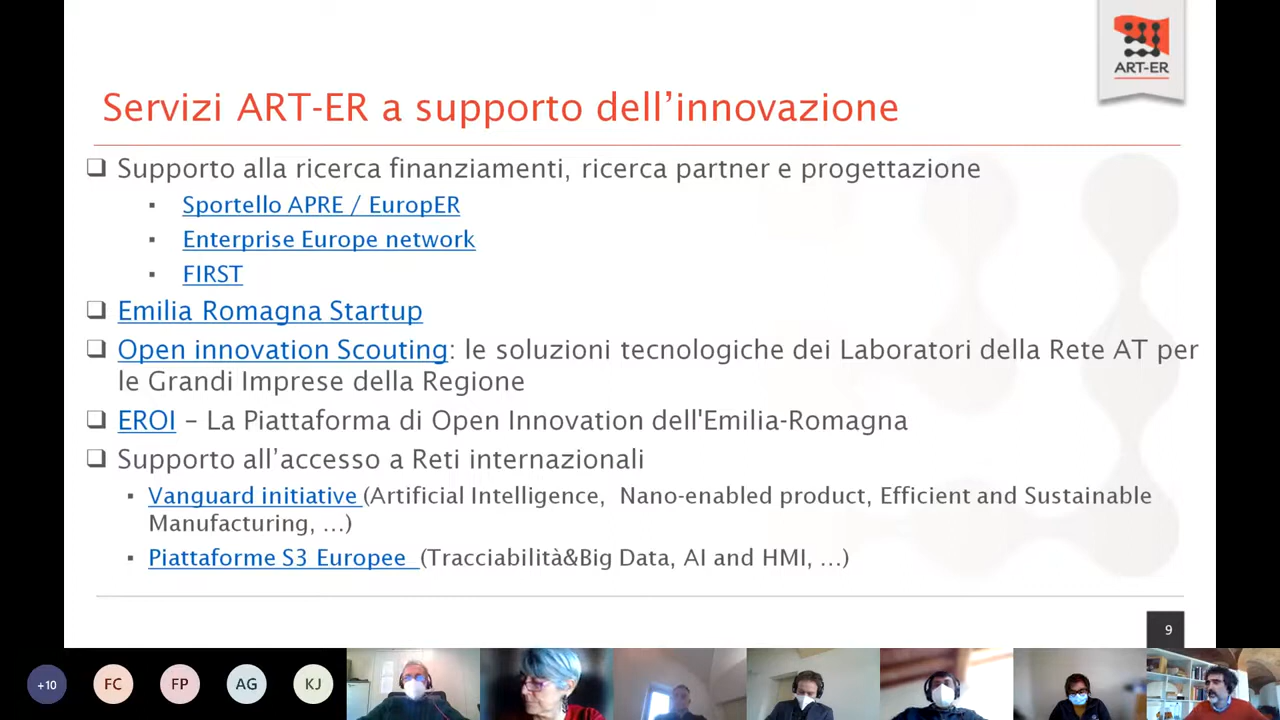 ART-ER
Servizi ART-ER a supporto dell’innovazione
❑ Supporto alla ricerca finanziamenti, ricerca partner e progettazione
▪ Sportello APRE / EuropER
▪ Enterprise Europe network
▪ FIRST
❑ Emilia Romagna Startup
❑ Open innovation Scouting: le soluzioni tecnologiche dei Laboratori della Rete AT per
le Grandi Imprese della Regione
❑ EROI – La Piattaforma di Open Innovation dell'Emilia-Romagna
❑ Supporto all’accesso a Reti internazionali
▪ Vanguard initiative (Artificial Intelligence, Nano-enabled product, Efficient and Sustainable
Manufacturing, …)
▪ Piattaforme S3 Europee (Tracciabilità&Big Data, AI and HMI, …)
9
+10 FC FP AG KJ